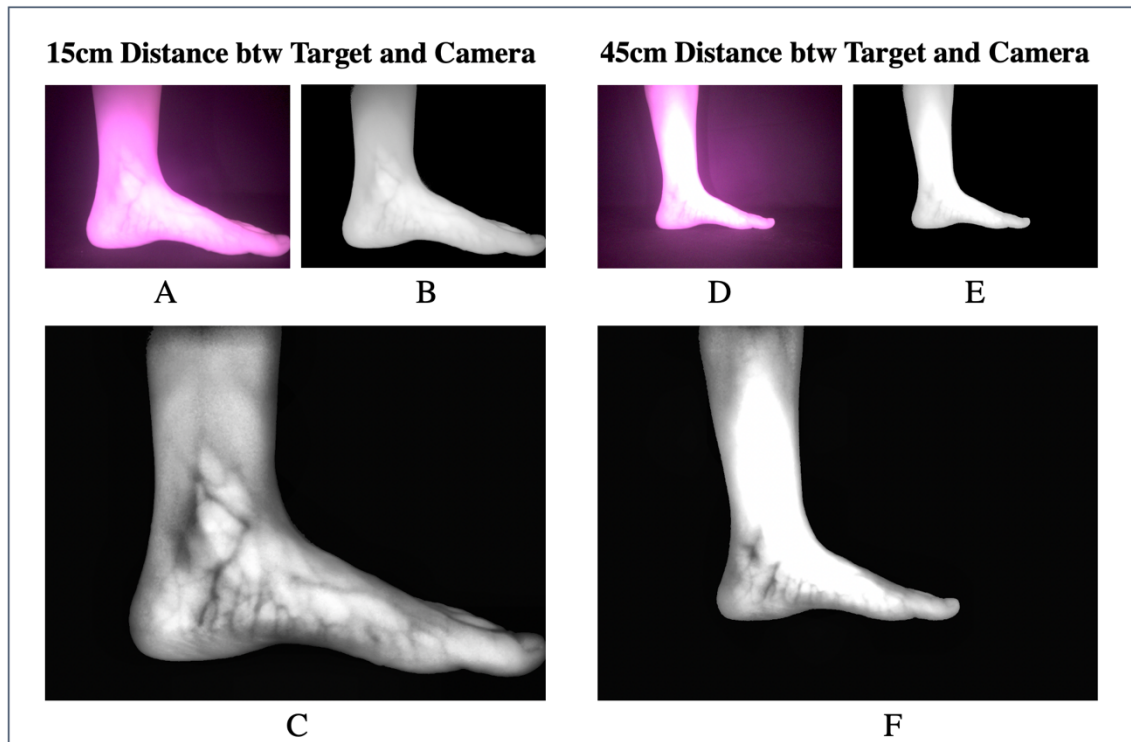 15cm Distance btw Target and Camera
45cm Distance btw Target and Camera
A
B
D
E
C
F